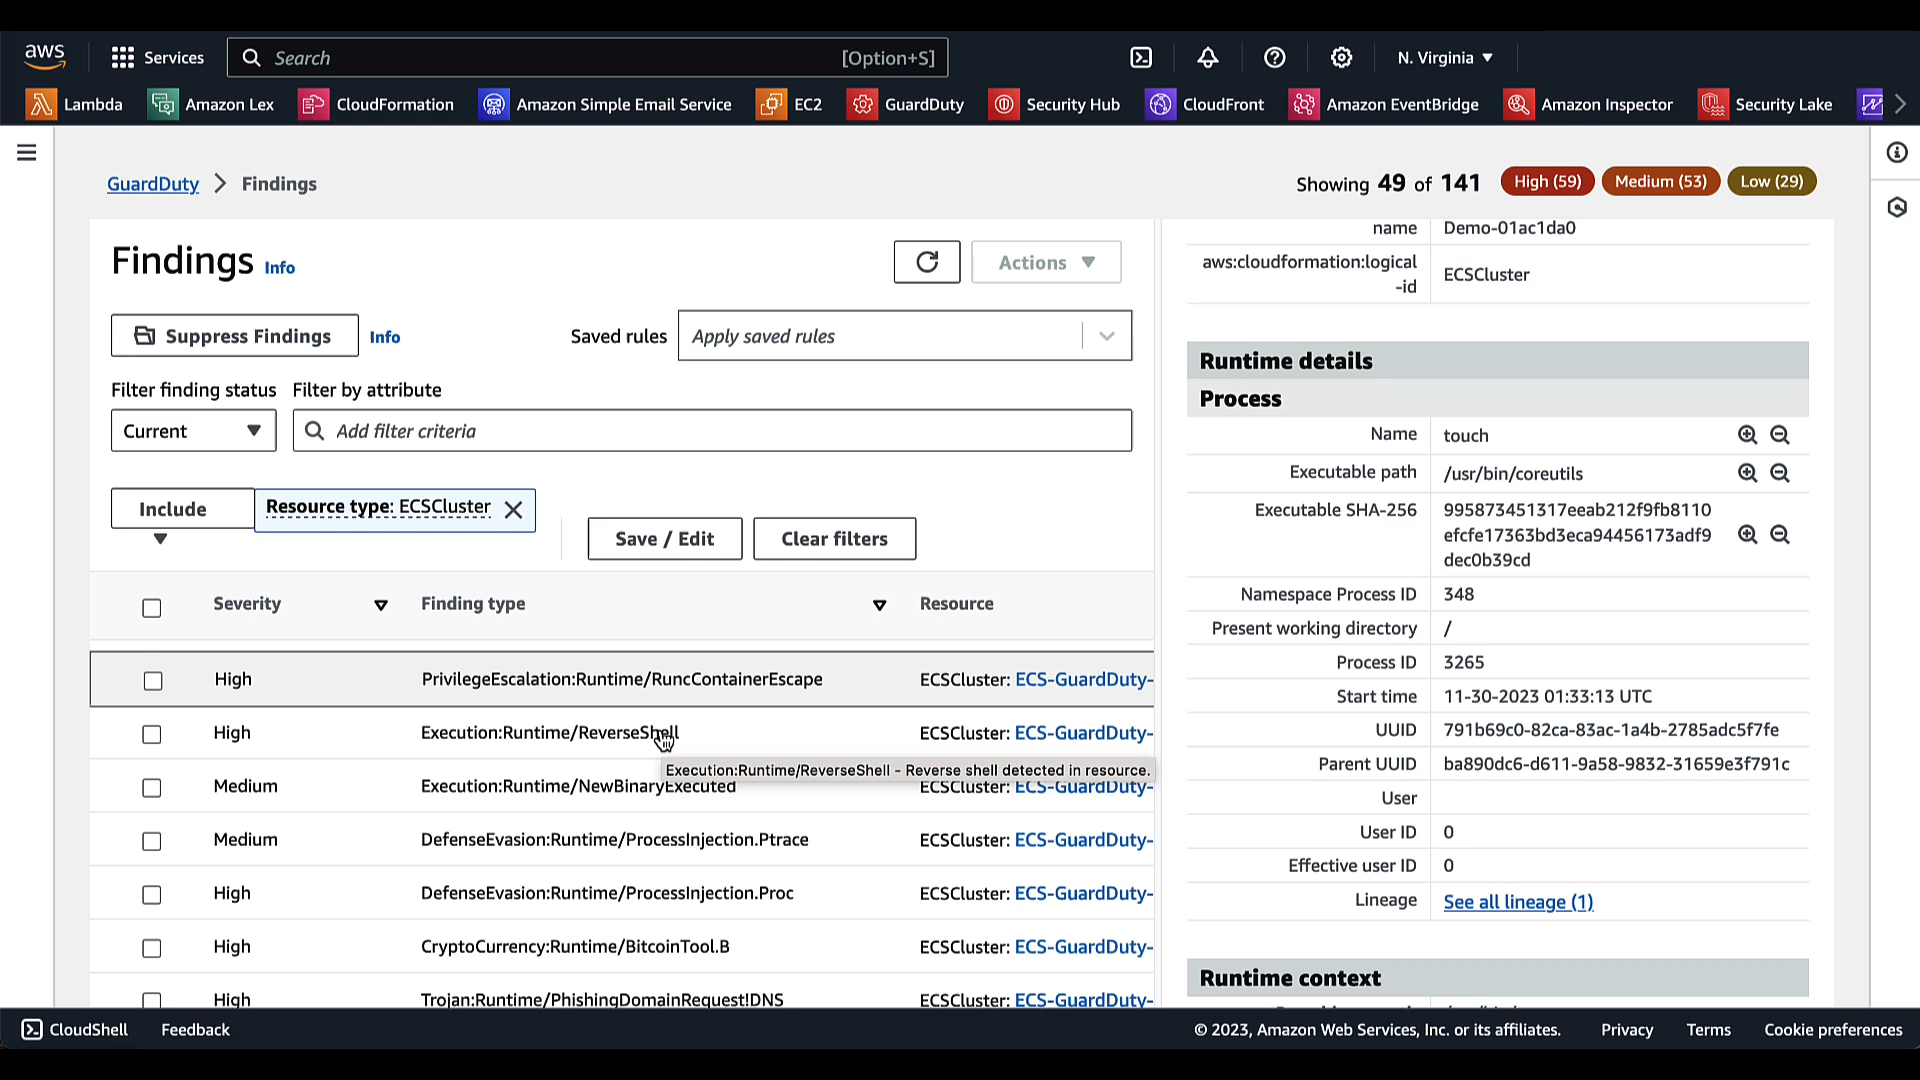 aws
Services
Search [Option+S]
N. Virginia
Lambda
Amazon Lex
CloudFormation
Amazon Simple Email Service
EC2
GuardDuty
Security Hub
CloudFront
Amazon EventBridge
Amazon Inspector
Security Lake
GuardDuty > Findings
Showing 49 of 141
High (59)
Medium (53)
Low (29)
Findings Info
Actions
Suppress Findings
Info
Saved rules
Apply saved rules
Filter finding status
Filter by attribute
Current
Add filter criteria
Include
Resource type: ECSCluster
Save / Edit
Clear filters
Severity Finding type Resource
High PrivilegeEscalation:Runtime/RuncContainerEscape ECSCluster: ECS-GuardDuty-
High Execution:Runtime/ReverseShell ECSCluster: ECS-GuardDuty-
Execution:Runtime/ReverseShell - Reverse shell detected in resource.
Medium Execution:Runtime/NewBinaryExecuted ECSCluster: ECS-GuardDuty-
Medium DefenseEvasion:Runtime/ProcessInjection.Ptrace ECSCluster: ECS-GuardDuty-
High DefenseEvasion:Runtime/ProcessInjection.Proc ECSCluster: ECS-GuardDuty-
High CryptoCurrency:Runtime/BitcoinTool.B ECSCluster: ECS-GuardDuty-
High Trojan:Runtime/PhishingDomainRequest!DNS ECSCluster: ECS-GuardDuty-
name Demo-01ac1da0
aws:cloudformation:logical
-id
ECSCluster
Runtime details
Process
Name touch
Executable path /usr/bin/coreutils
Executable SHA-256 995873451317eeab212f9fb8110
efcfe17363bd3eca94456173adf9
dec0b39cd
Namespace Process ID 348
Present working directory /
Process ID 3265
Start time 11-30-2023 01:33:13 UTC
UUID 791b69c0-82ca-83ac-1a4b-2785adc5f7fe
Parent UUID ba890dc6-d611-9a58-9832-31659e3f791c
User
User ID 0
Effective user ID 0
Lineage See all lineage (1)
Runtime context
CloudShell
Feedback
© 2023, Amazon Web Services, Inc. or its affiliates.
Privacy
Terms
Cookie preferences